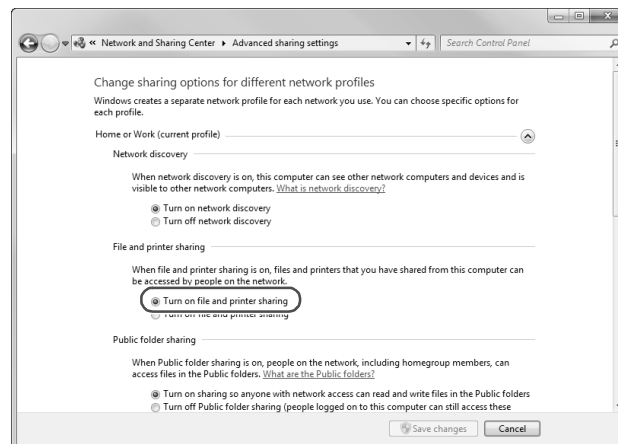 « Network and Sharing Center ▸ Advanced sharing settings Search Control Panel
Change sharing options for different network profiles
Windows creates a separate network profile for each network you use. You can choose specific options for
each profile.
Home or Work (current profile)
Network discovery
When network discovery is on, this computer can see other network computers and devices and is
visible to other network computers. What is network discovery?
Turn on network discovery
Turn off network discovery
File and printer sharing
When file and printer sharing is on, files and printers that you have shared from this computer can
be accessed by people on the network.
Turn on file and printer sharing
Turn off file and printer sharing
Public folder sharing
When Public folder sharing is on, people on the network, including homegroup members, can
access files in the Public folders. What are the Public folders?
Turn on sharing so anyone with network access can read and write files in the Public folders
Turn off Public folder sharing (people logged on to this computer can still access these
Save changes Cancel